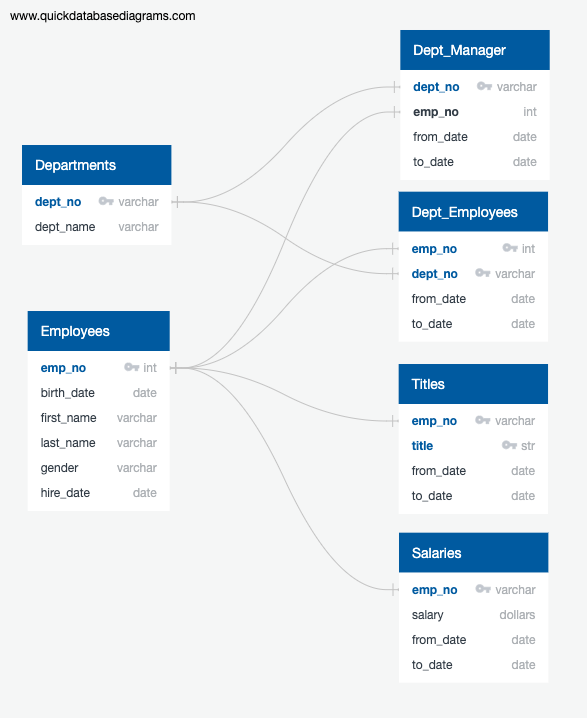 www.quickdatabasediagrams.com
Departments
dept_no varchar
dept_name varchar
Employees
emp_no int
birth_date date
first_name varchar
last_name varchar
gender varchar
hire_date date
Dept_Manager
dept_no varchar
emp_no int
from_date date
to_date date
Dept_Employees
emp_no int
dept_no varchar
from_date date
to_date date
Titles
emp_no varchar
title str
from_date date
to_date date
Salaries
emp_no varchar
salary dollars
from_date date
to_date date